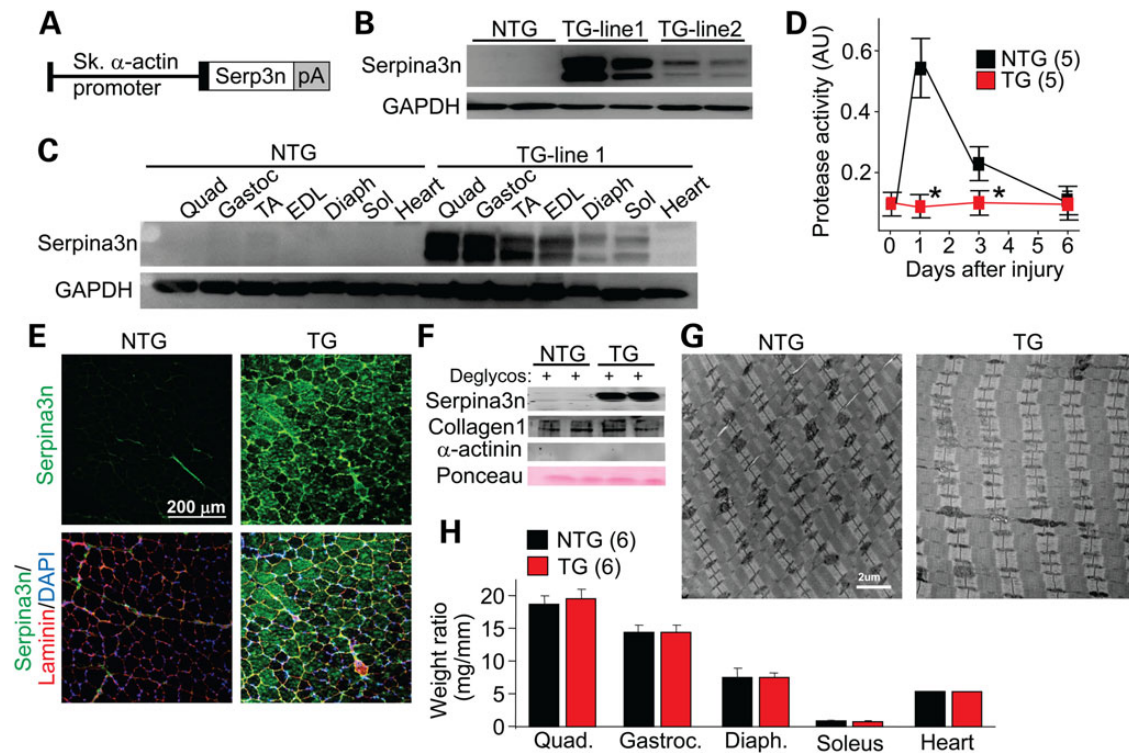 A
Sk. α-actin
promoter
Serp3n
pA
B
NTG
TG-line1
TG-line2
Serpina3n
GAPDH
C
NTG
TG-line 1
Quad
Gastoc
TA
EDL
Diaph
Sol
Heart
Quad
Gastoc
TA
EDL
Diaph
Sol
Heart
Serpina3n
GAPDH
D
Protease activity (AU)
0.6
0.4
0.2
NTG (5)
TG (5)
*
*
0 1 2 3 4 5 6
Days after injury
E
NTG
TG
Serpina3n
200 µm
Serpina3n/
Laminin/DAPI
F
NTG
TG
Deglycos: + + + +
Serpina3n
Collagen1
α-actinin
Ponceau
G
NTG
TG
2um
H
NTG (6)
TG (6)
Weight ratio
(mg/mm)
20
15
10
5
0
Quad.
Gastroc.
Diaph.
Soleus
Heart